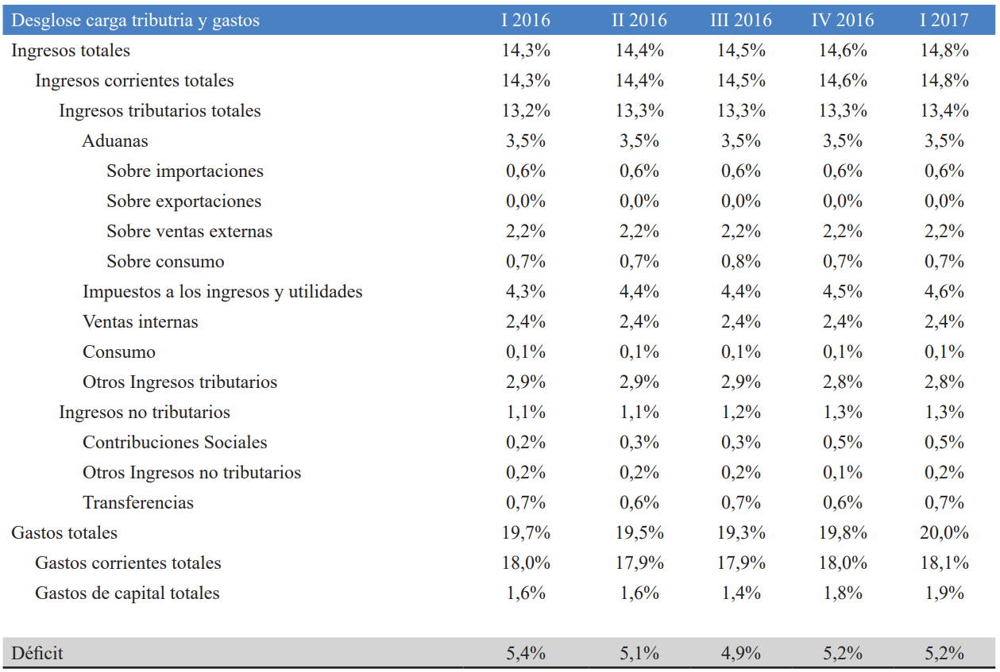 Desglose carga tributria y gastos I 2016 II 2016 III 2016 IV 2016 I 2017
Ingresos totales 14,3% 14,4% 14,5% 14,6% 14,8%
Ingresos corrientes totales 14,3% 14,4% 14,5% 14,6% 14,8%
Ingresos tributarios totales 13,2% 13,3% 13,3% 13,3% 13,4%
Aduanas 3,5% 3,5% 3,5% 3,5% 3,5%
Sobre importaciones 0,6% 0,6% 0,6% 0,6% 0,6%
Sobre exportaciones 0,0% 0,0% 0,0% 0,0% 0,0%
Sobre ventas externas 2,2% 2,2% 2,2% 2,2% 2,2%
Sobre consumo 0,7% 0,7% 0,8% 0,7% 0,7%
Impuestos a los ingresos y utilidades 4,3% 4,4% 4,4% 4,5% 4,6%
Ventas internas 2,4% 2,4% 2,4% 2,4% 2,4%
Consumo 0,1% 0,1% 0,1% 0,1% 0,1%
Otros Ingresos tributarios 2,9% 2,9% 2,9% 2,8% 2,8%
Ingresos no tributarios 1,1% 1,1% 1,2% 1,3% 1,3%
Contribuciones Sociales 0,2% 0,3% 0,3% 0,5% 0,5%
Otros Ingresos no tributarios 0,2% 0,2% 0,2% 0,1% 0,2%
Transferencias 0,7% 0,6% 0,7% 0,6% 0,7%
Gastos totales 19,7% 19,5% 19,3% 19,8% 20,0%
Gastos corrientes totales 18,0% 17,9% 17,9% 18,0% 18,1%
Gastos de capital totales 1,6% 1,6% 1,4% 1,8% 1,9%
Déficit 5,4% 5,1% 4,9% 5,2% 5,2%